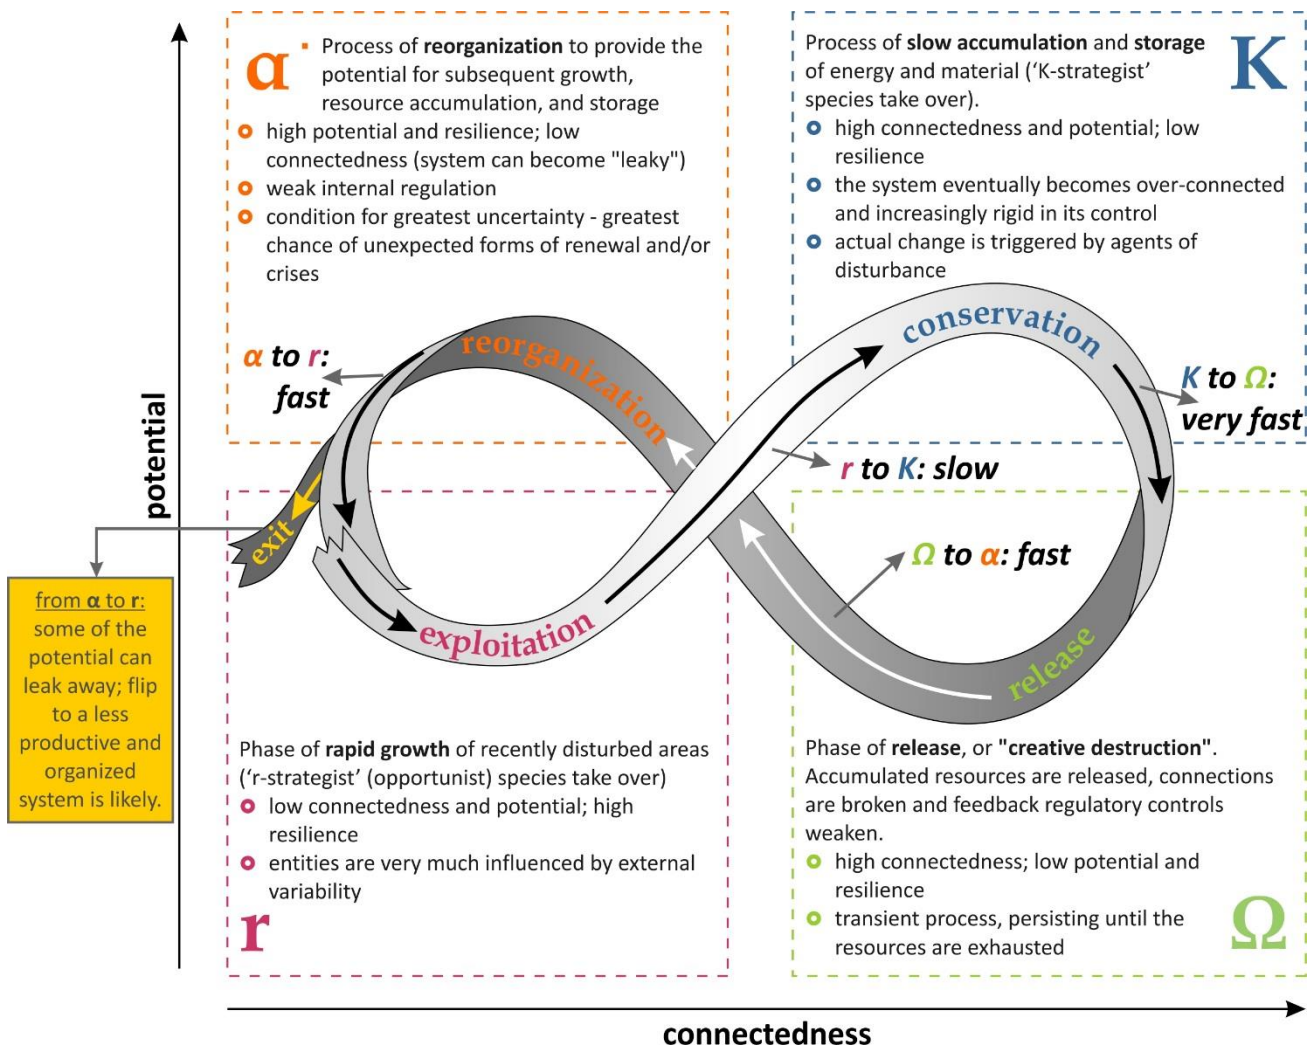 α
▪ Process of reorganization to provide the
potential for subsequent growth,
resource accumulation, and storage
high potential and resilience; low
connectedness (system can become "leaky")
weak internal regulation
condition for greatest uncertainty - greatest
chance of unexpected forms of renewal and/or
crises
K
Process of slow accumulation and storage
of energy and material (‘K-strategist’
species take over).
high connectedness and potential; low
resilience
the system eventually becomes over-connected
and increasingly rigid in its control
actual change is triggered by agents of
disturbance
reorganization
conservation
α to r:
fast
K to Ω:
very fast
r to K: slow
Ω to α: fast
potential
exit
exploitation
release
from α to r:
some of the
potential can
leak away; flip
to a less
productive and
organized
system is likely.
Phase of rapid growth of recently disturbed areas
(‘r-strategist’ (opportunist) species take over)
low connectedness and potential; high
resilience
entities are very much influenced by external
variability
r
Phase of release, or "creative destruction".
Accumulated resources are released, connections
are broken and feedback regulatory controls
weaken.
high connectedness; low potential and
resilience
transient process, persisting until the
resources are exhausted
Ω
connectedness